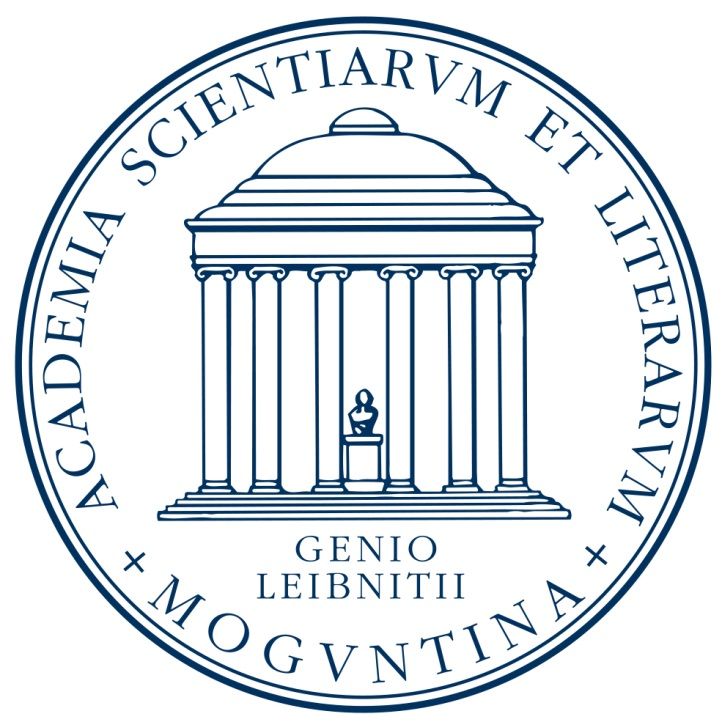 ACADEMIA SCIENTIARVM ET LITERARVM
GENIO
LEIBNITII
+ MOGVNTINA +